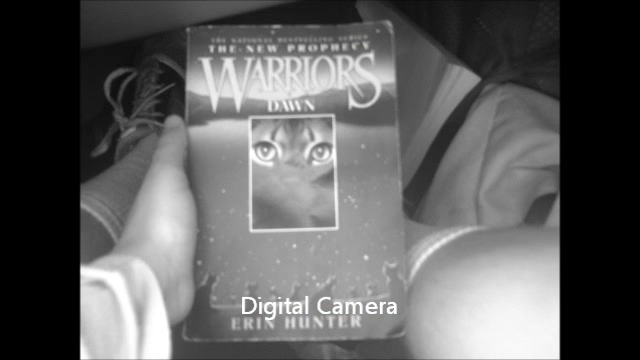 THE NATIONAL BESTSELLING SERIES
THE NEW PROPHECY
WARRIORS
DAWN
Digital Camera
ERIN HUNTER